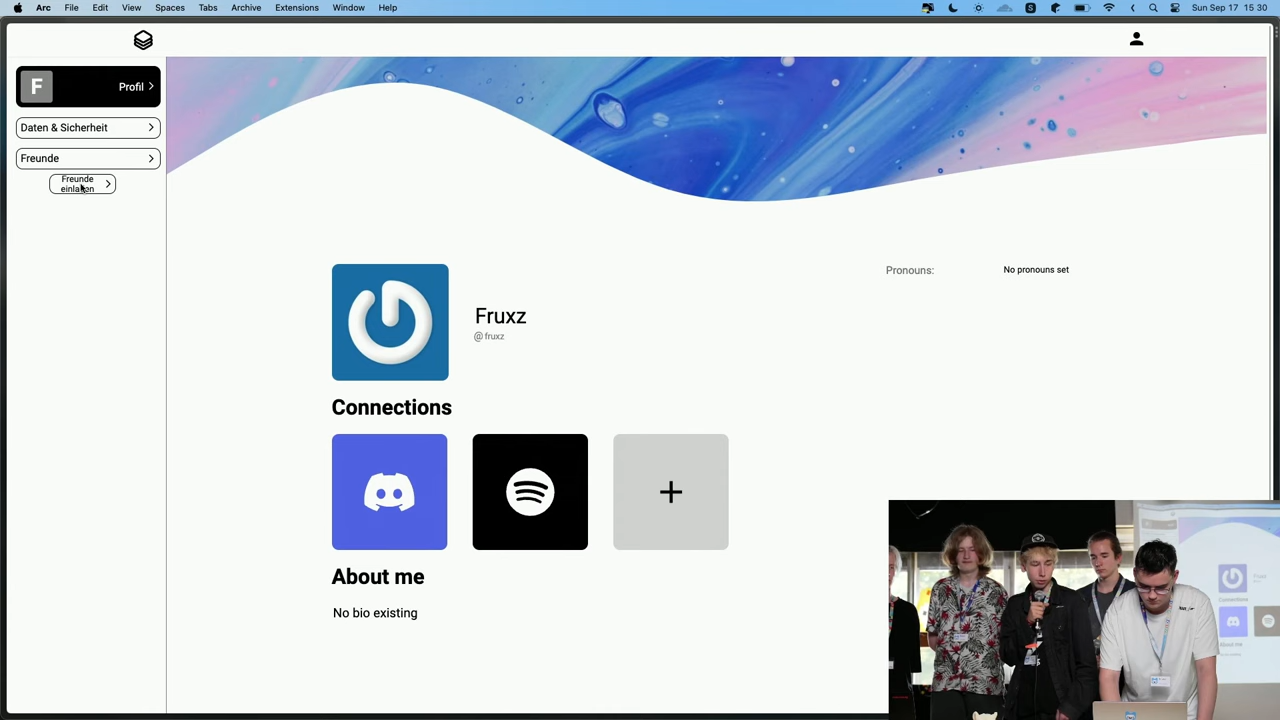 Arc File Edit View Spaces Tabs Archive Extensions Window Help
Sun Sep 17 15 30
F Profil
Daten & Sicherheit
Freunde
Freunde
einladen
Pronouns: No pronouns set
Fruxz
@fruxz
Connections
About me
No bio existing